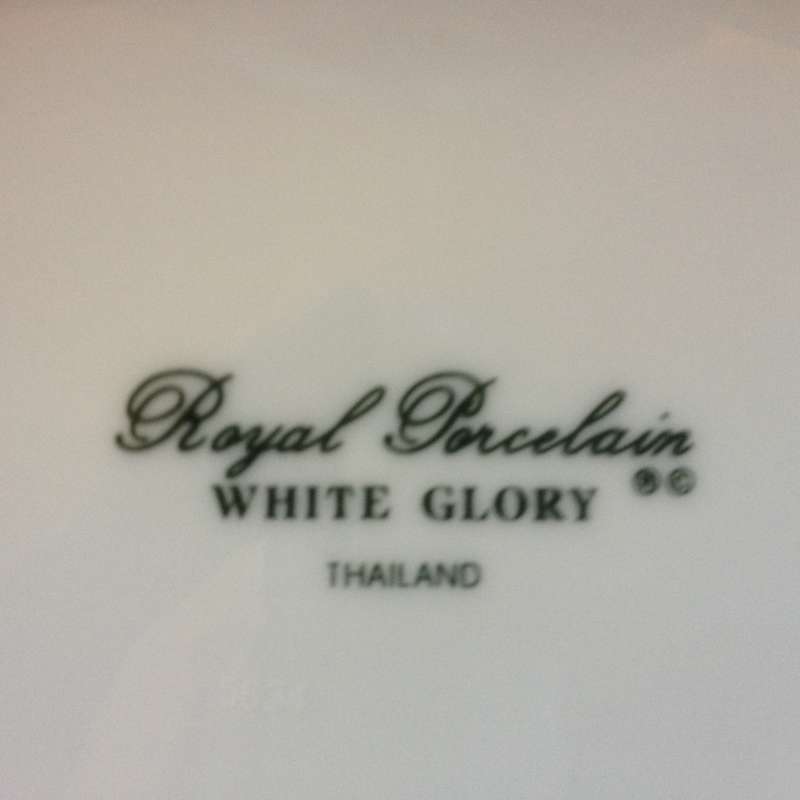 Royal Porcelain
®©
WHITE GLORY
THAILAND